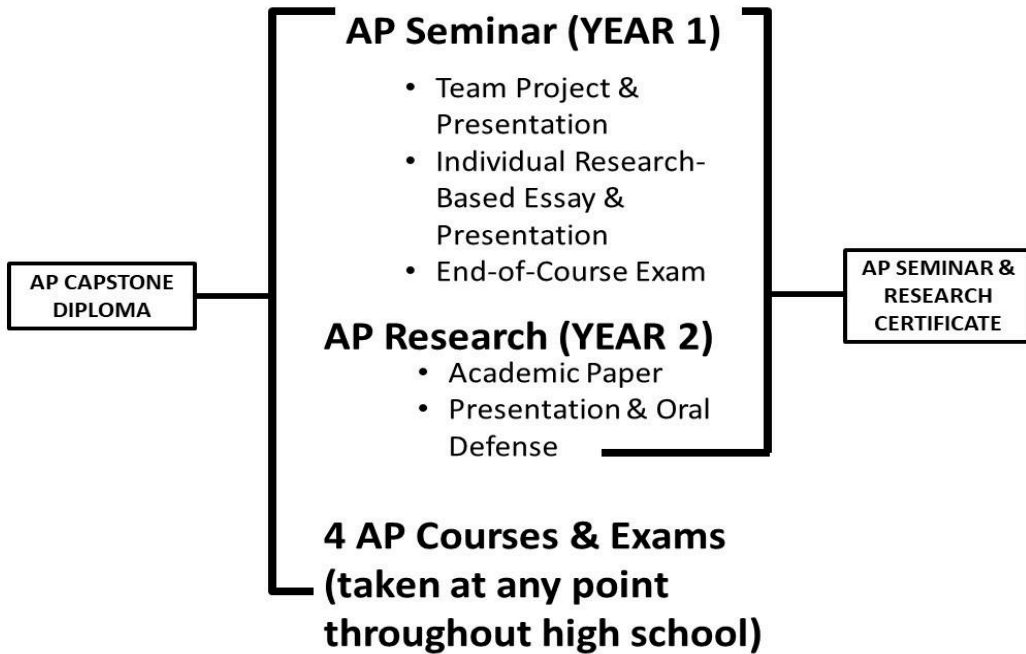 AP Seminar (YEAR 1)
• Team Project &
Presentation
• Individual Research-
Based Essay &
Presentation
• End-of-Course Exam
AP CAPSTONE
DIPLOMA
AP SEMINAR &
RESEARCH
CERTIFICATE
AP Research (YEAR 2)
• Academic Paper
• Presentation & Oral
Defense
4 AP Courses & Exams
(taken at any point
throughout high school)